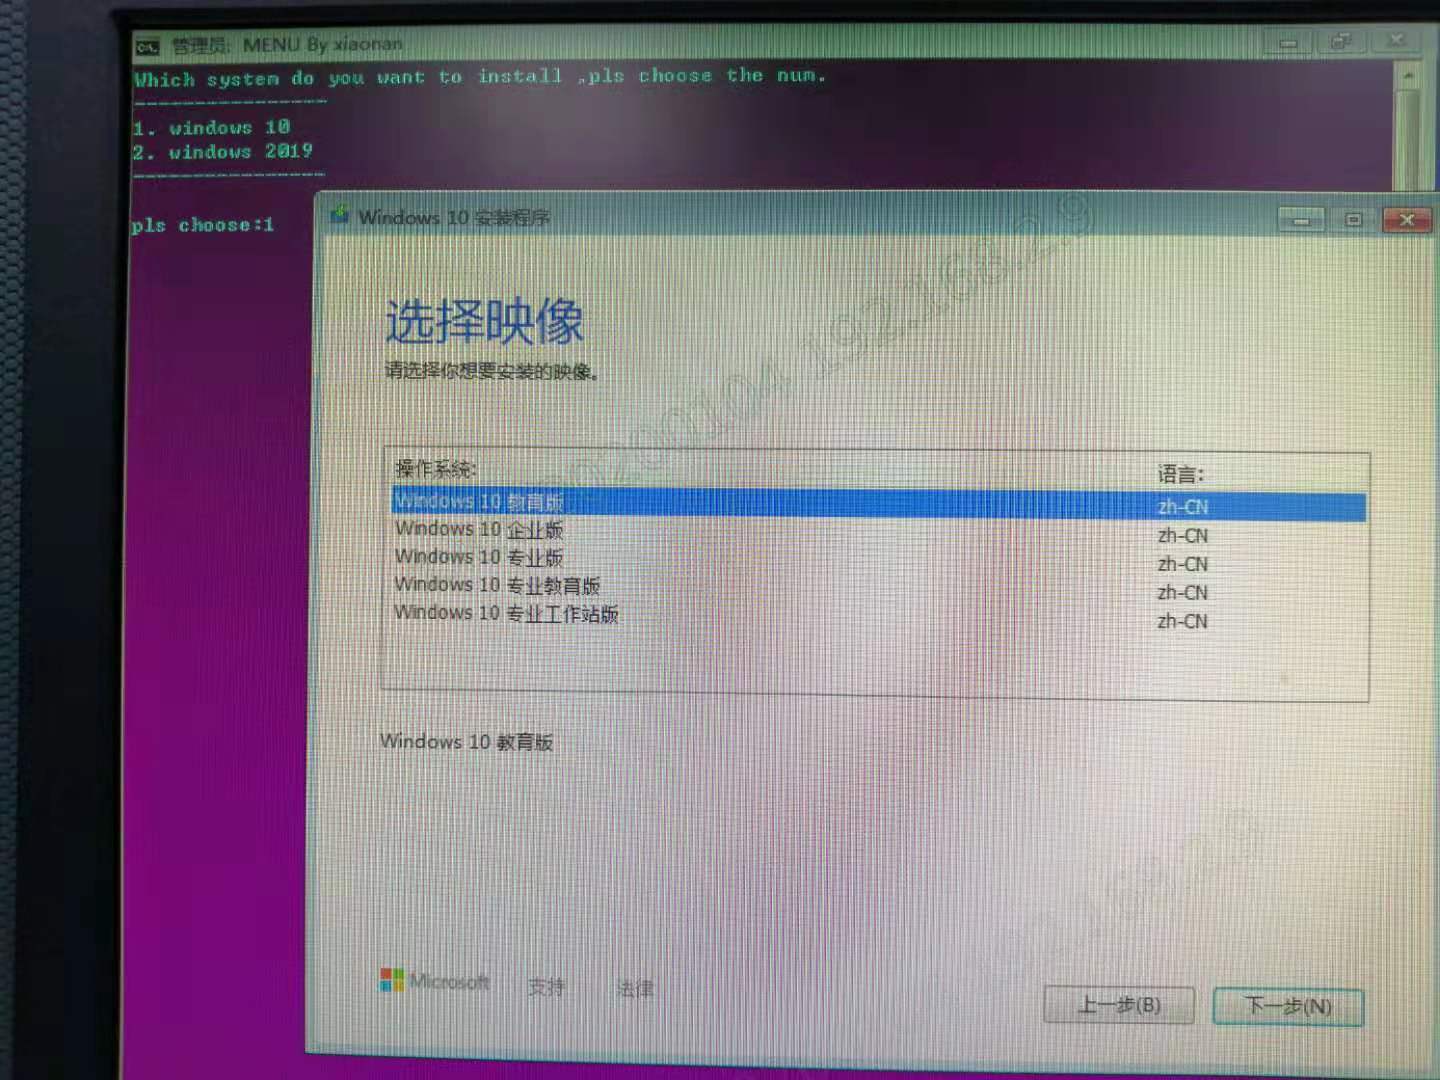 管理员: MENU By xiaonan
Which system do you want to install ,pls choose the num.
----------------
1. windows 10
2. windows 2019
----------------
pls choose:1
Windows 10 安装程序
选择映像
请选择你想要安装的映像。
操作系统: 语言:
Windows 10 教育版 zh-CN
Windows 10 企业版 zh-CN
Windows 10 专业版 zh-CN
Windows 10 专业教育版 zh-CN
Windows 10 专业工作站版 zh-CN
Windows 10 教育版
Microsoft 支持 法律
上一步(B) 下一步(N)
192.168.2.9